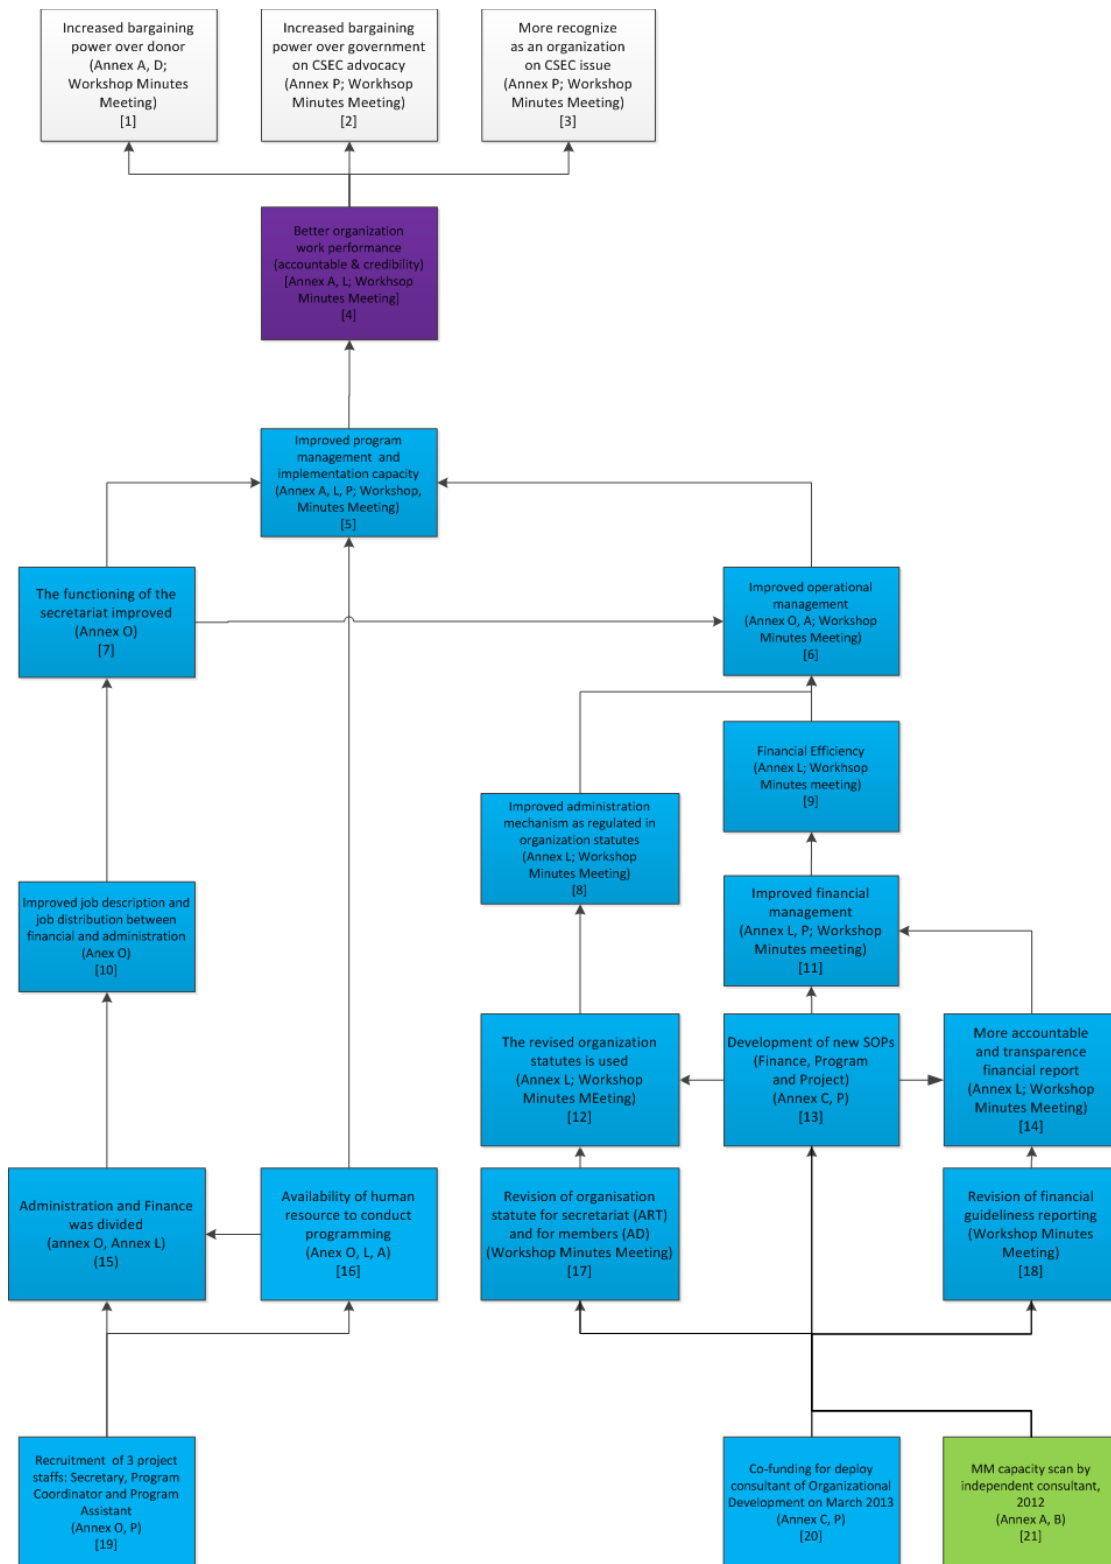 Increased bargaining
power over donor
(Annex A, D;
Workshop Minutes
Meeting)
[1]
Increased bargaining
power over government
on CSEC advocacy
(Annex P; Workhsop
Minutes Meeting)
[2]
More recognize
as an organization
on CSEC issue
(Annex P; Workshop
Minutes Meeting)
[3]
Better organization
work performance
(accountable & credibility)
[Annex A, L; Workhsop
Minutes Meeting]
[4]
Improved program
management and
implementation capacity
(Annex A, L, P; Workshop,
Minutes Meeting)
[5]
The functioning of the
secretariat improved
(Annex O)
[7]
Improved operational
management
(Annex O, A; Workshop
Minutes Meeting)
[6]
Financial Efficiency
(Annex L; Workhsop
Minutes meeting)
[9]
Improved administration
mechanism as regulated in
organization statutes
(Annex L; Workshop
Minutes Meeting)
[8]
Improved job description and
job distribution between
financial and administration
(Anex O)
[10]
Improved financial
management
(Annex L, P; Workshop
Minutes meeting)
[11]
The revised organization
statutes is used
(Annex L; Workshop
Minutes MEeting)
[12]
Development of new SOPs
(Finance, Program
and Project)
(Annex C, P)
[13]
More accountable
and transparence
financial report
(Annex L; Workshop
Minutes Meeting)
[14]
Administration and Finance
was divided
(annex O, Annex L)
(15)
Availability of human
resource to conduct
programming
(Anex O, L, A)
[16]
Revision of organisation
statute for secretariat (ART)
and for members (AD)
(Workshop Minutes Meeting)
[17]
Revision of financial
guideliness reporting
(Workshop Minutes
Meeting)
[18]
Recruitment of 3 project
staffs: Secretary, Program
Coordinator and Program
Assistant
(Annex O, P)
[19]
Co-funding for deploy
consultant of Organizational
Development on March 2013
(Annex C, P)
[20]
MM capacity scan by
independent consultant,
2012
(Annex A, B)
[21]